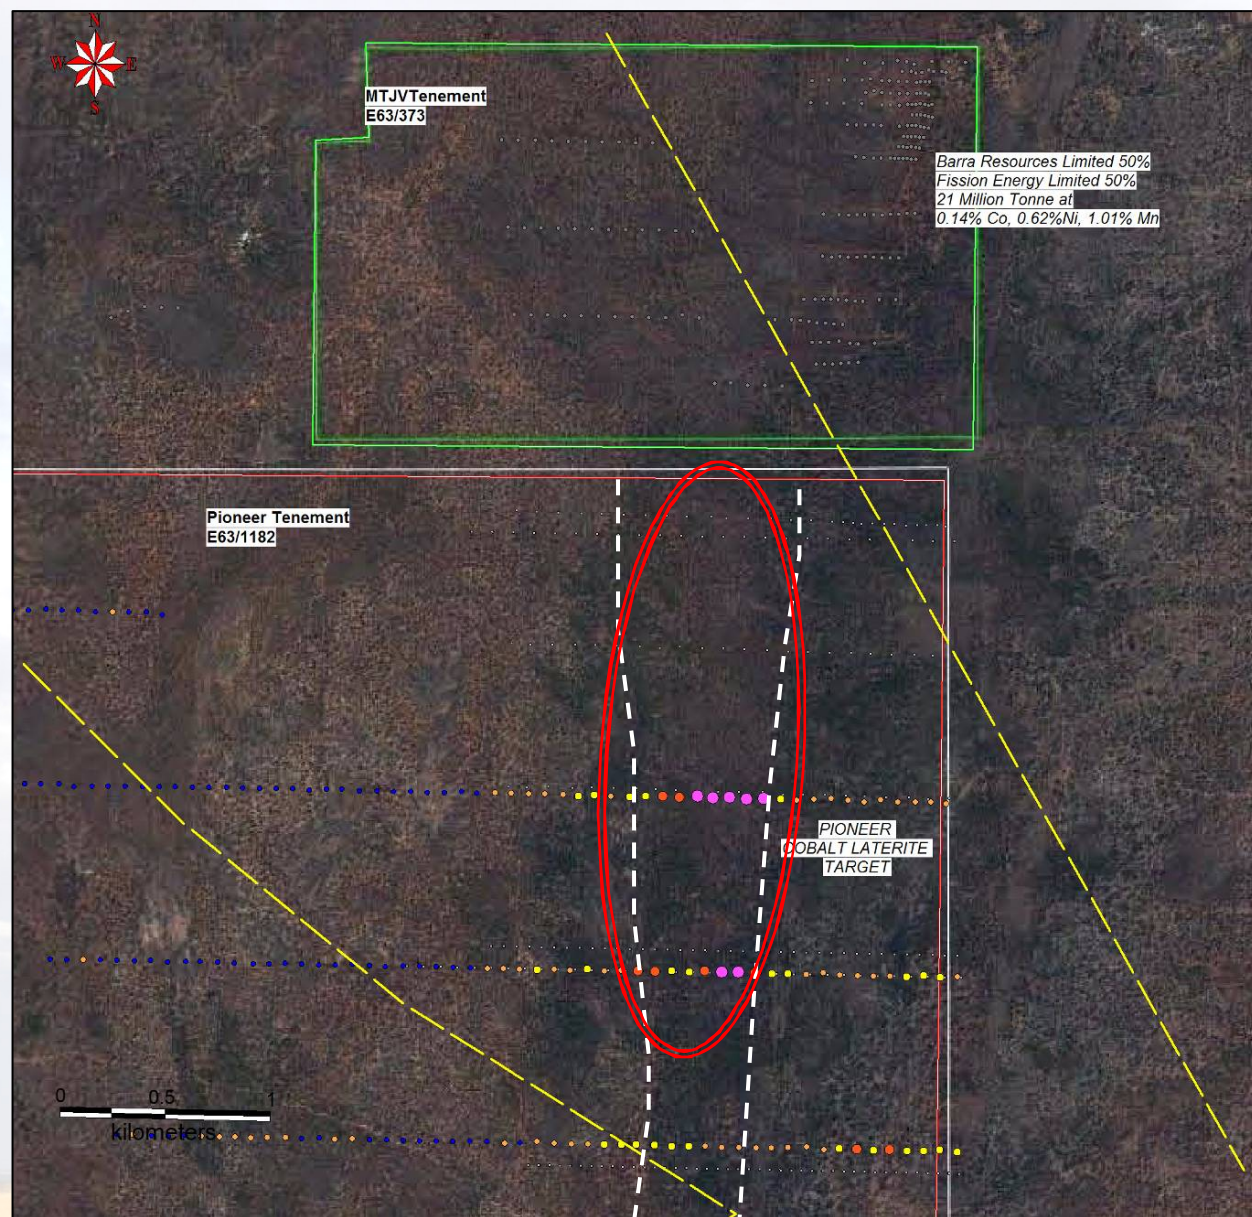 N
W E
S
MTJVTenement
E63/373
Barra Resources Limited 50%
Fission Energy Limited 50%
21 Million Tonne at
0.14% Co, 0.62%Ni, 1.01% Mn
Pioneer Tenement
E63/1182
PIONEER
COBALT LATERITE
TARGET
0 0.5 1
kilometers